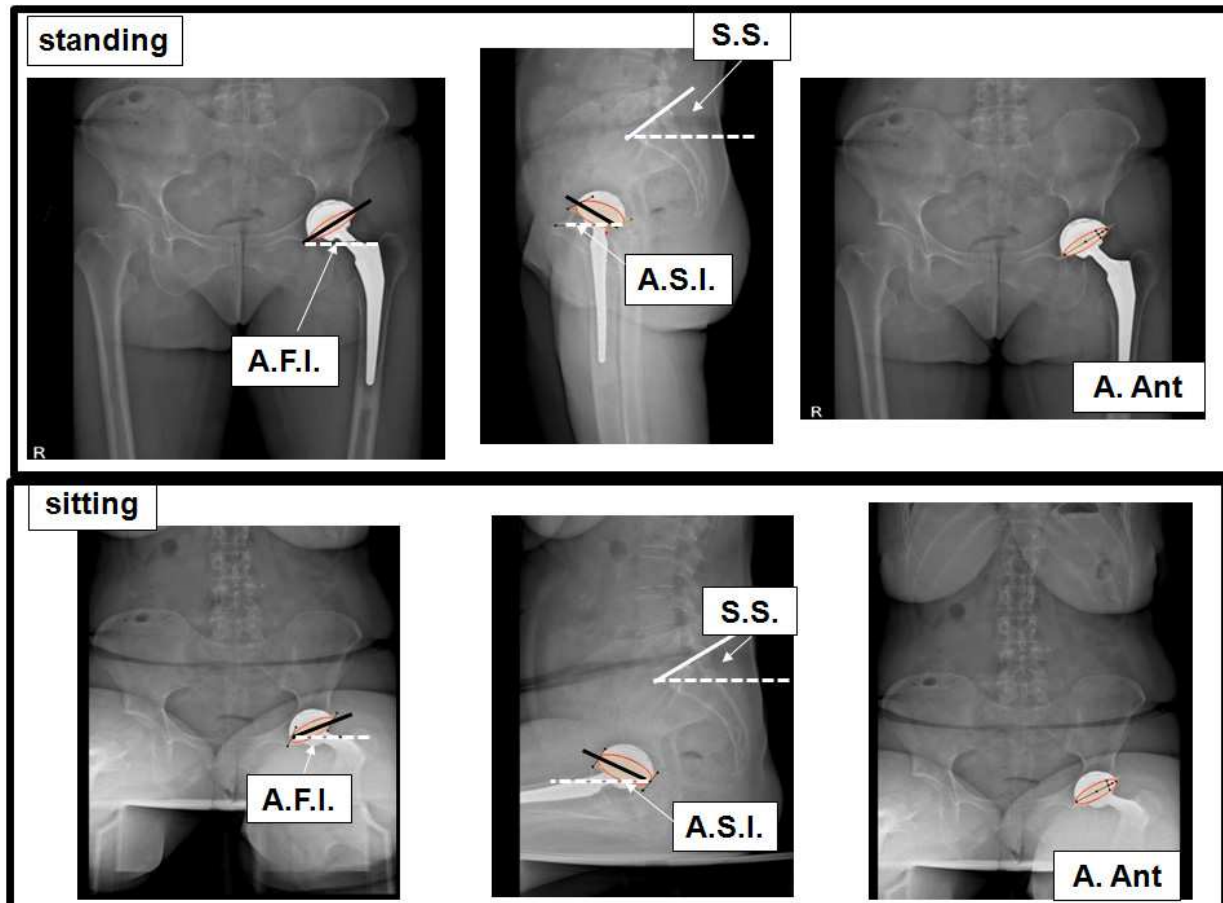 standing
S.S.
A.F.I.
A.S.I.
A. Ant
R
R
sitting
S.S.
A.F.I.
A.S.I.
A. Ant